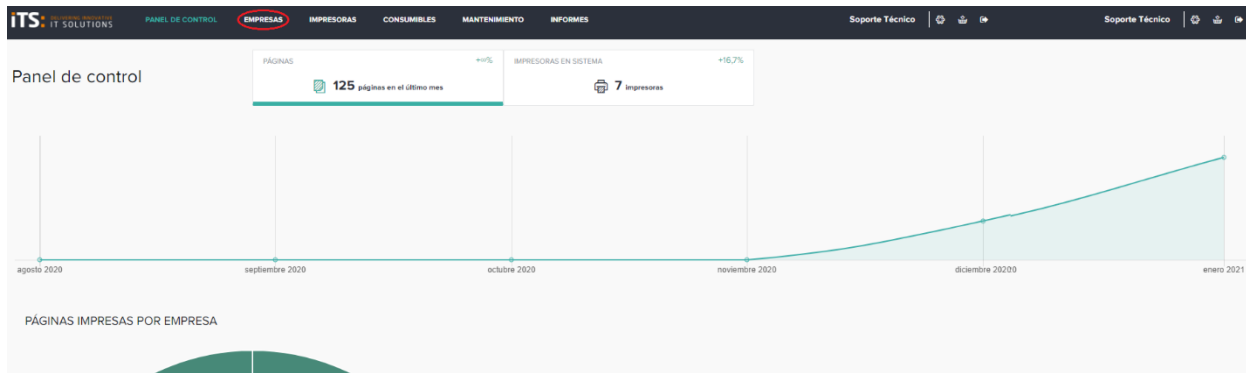 iTS: DELIVERING INNOVATIVE IT SOLUTIONS
PANEL DE CONTROL EMPRESAS IMPRESORAS CONSUMIBLES MANTENIMIENTO INFORMES Soporte Técnico Soporte Técnico
Panel de control
PÁGINAS +∞%
125 páginas en el último mes
IMPRESORAS EN SISTEMA +16,7%
7 impresoras
agosto 2020 septiembre 2020 octubre 2020 noviembre 2020 diciembre 20200 enero 2021
PÁGINAS IMPRESAS POR EMPRESA